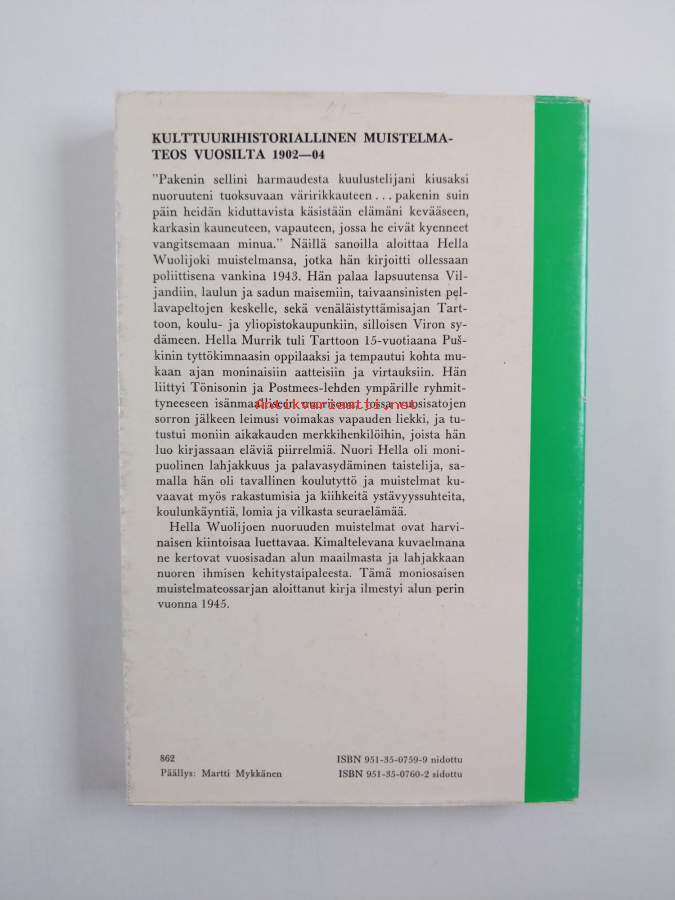 21-
KULTTUURIHISTORIALLINEN MUISTELMA-
TEOS VUOSILTA 1902—04
"Pakenin sellini harmaudesta kuulustelijani kiusaksi
nuoruuteni tuoksuvaan väririkkauteen . . . pakenin suin
päin heidän kiduttavista käsistään elämäni kevääseen,
karkasin kauneuteen, vapauteen, jossa he eivät kyenneet
vangitsemaan minua." Näillä sanoilla aloittaa Hella
Wuolijoki muistelmansa, jotka hän kirjoitti ollessaan
poliittisena vankina 1943. Hän palaa lapsuutensa Vil-
jandiin, laulun ja sadun maisemiin, taivaansinisten pel-
lavapeltojen keskelle, sekä venäläistyttämisajan Tart-
toon, koulu- ja yliopistokaupunkiin, silloisen Viron sy-
dämeen. Hella Murrik tuli Tarttoon 15-vuotiaana Puš-
kinin tyttökimnaasin oppilaaksi ja tempautui kohta mu-
kaan ajan moninaisiin aatteisiin ja virtauksiin. Hän
liittyi Tönisonin ja Postmees-lehden ympärille ryhmit-
tyneeseen isänmaalliseen nuorisoon, joissa vuosisatojen
Antikvariaatti.net
sorron jälkeen leimusi voimakas vapauden liekki, ja tu-
tustui moniin aikakauden merkkihenkilöihin, joista hän
luo kirjassaan eläviä piirrelmiä. Nuori Hella oli moni-
puolinen lahjakkuus ja palavasydäminen taistelija, sa-
malla hän oli tavallinen koulutyttö ja muistelmat ku-
vaavat myös rakastumisia ja kiihkeitä ystävyyssuhteita,
koulunkäyntiä, lomia ja vilkasta seuraelämää.
Hella Wuolijoen nuoruuden muistelmat ovat harvi-
naisen kiintoisaa luettavaa. Kimaltelevana kuvaelmana
ne kertovat vuosisadan alun maailmasta ja lahjakkaan
nuoren ihmisen kehitystaipaleesta. Tämä moniosaisen
muistelmateossarjan aloittanut kirja ilmestyi alun perin
vuonna 1945.
862
Päällys: Martti Mykkänen
ISBN 951-35-0759-9 nidottu
ISBN 951-35-0760-2 sidottu